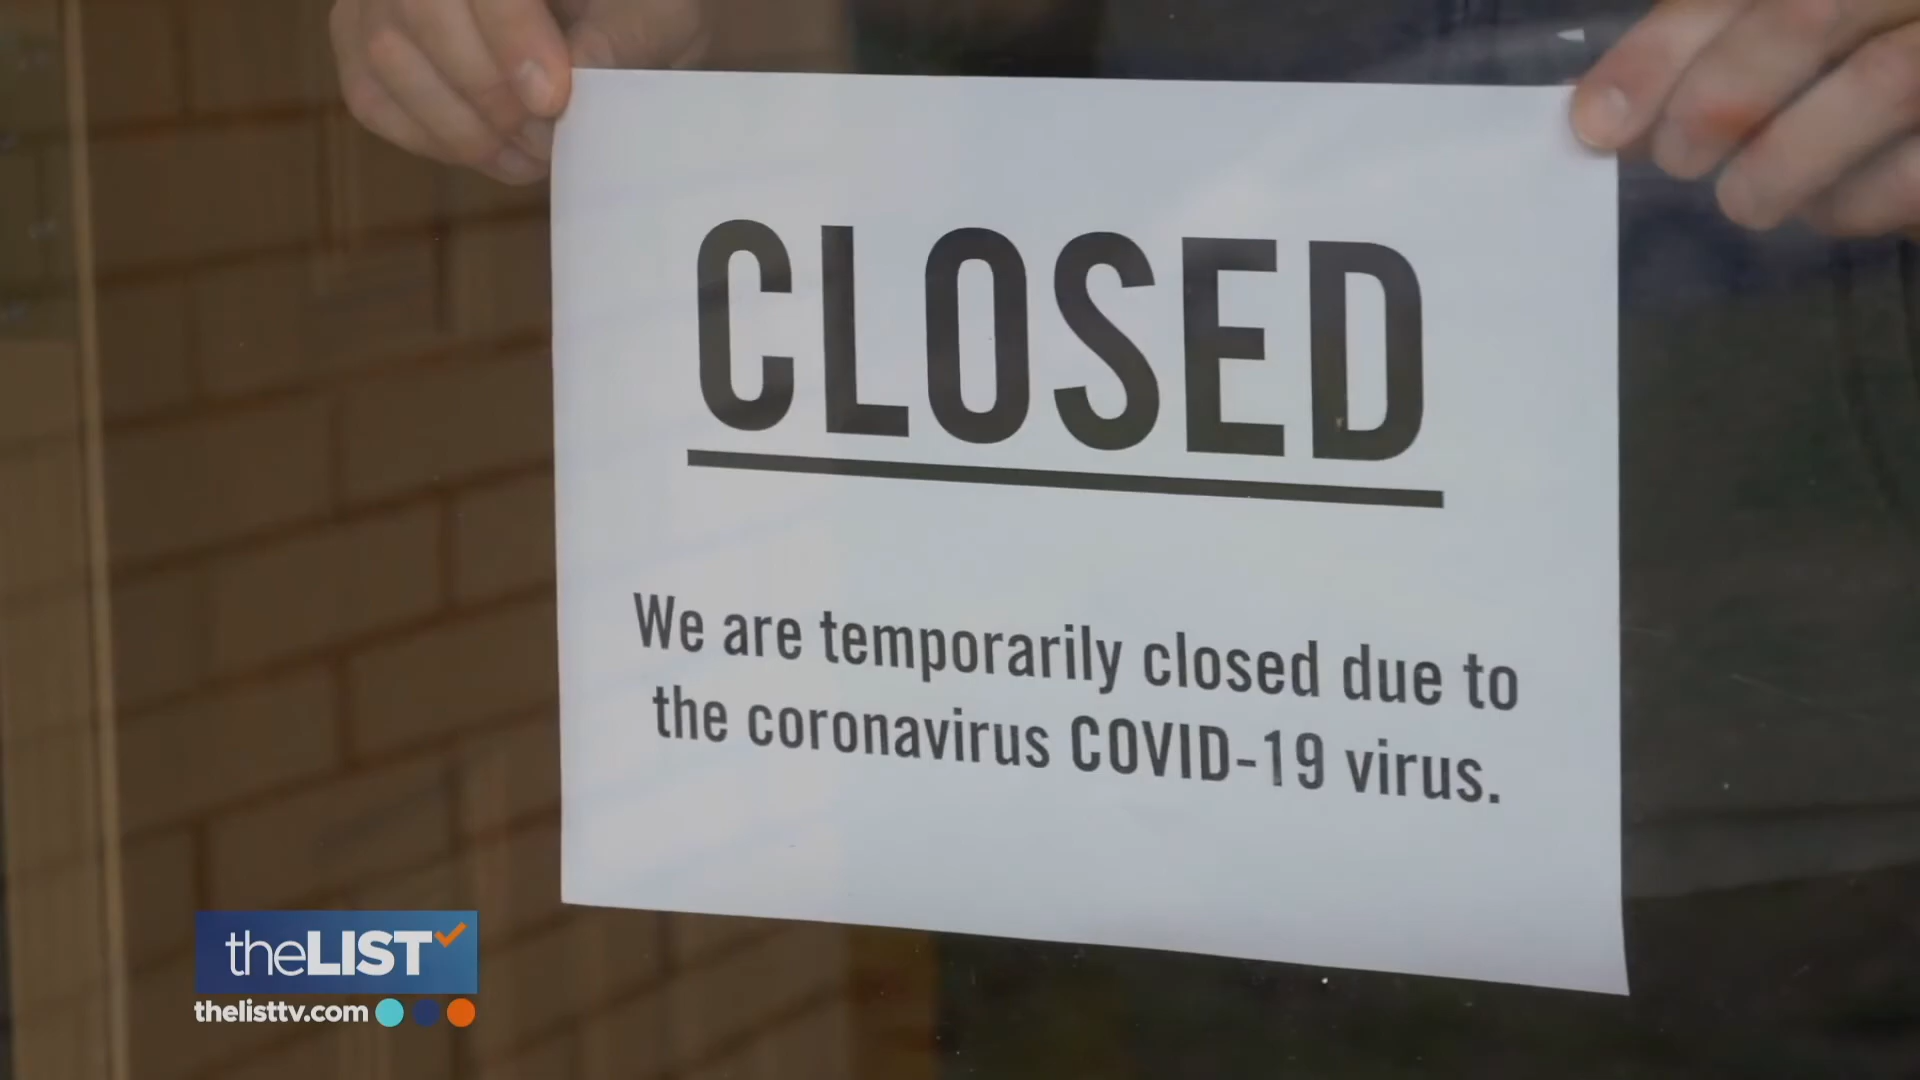 CLOSED
We are temporarily closed due to
the coronavirus COVID-19 virus.
theLIST
thelisttv.com